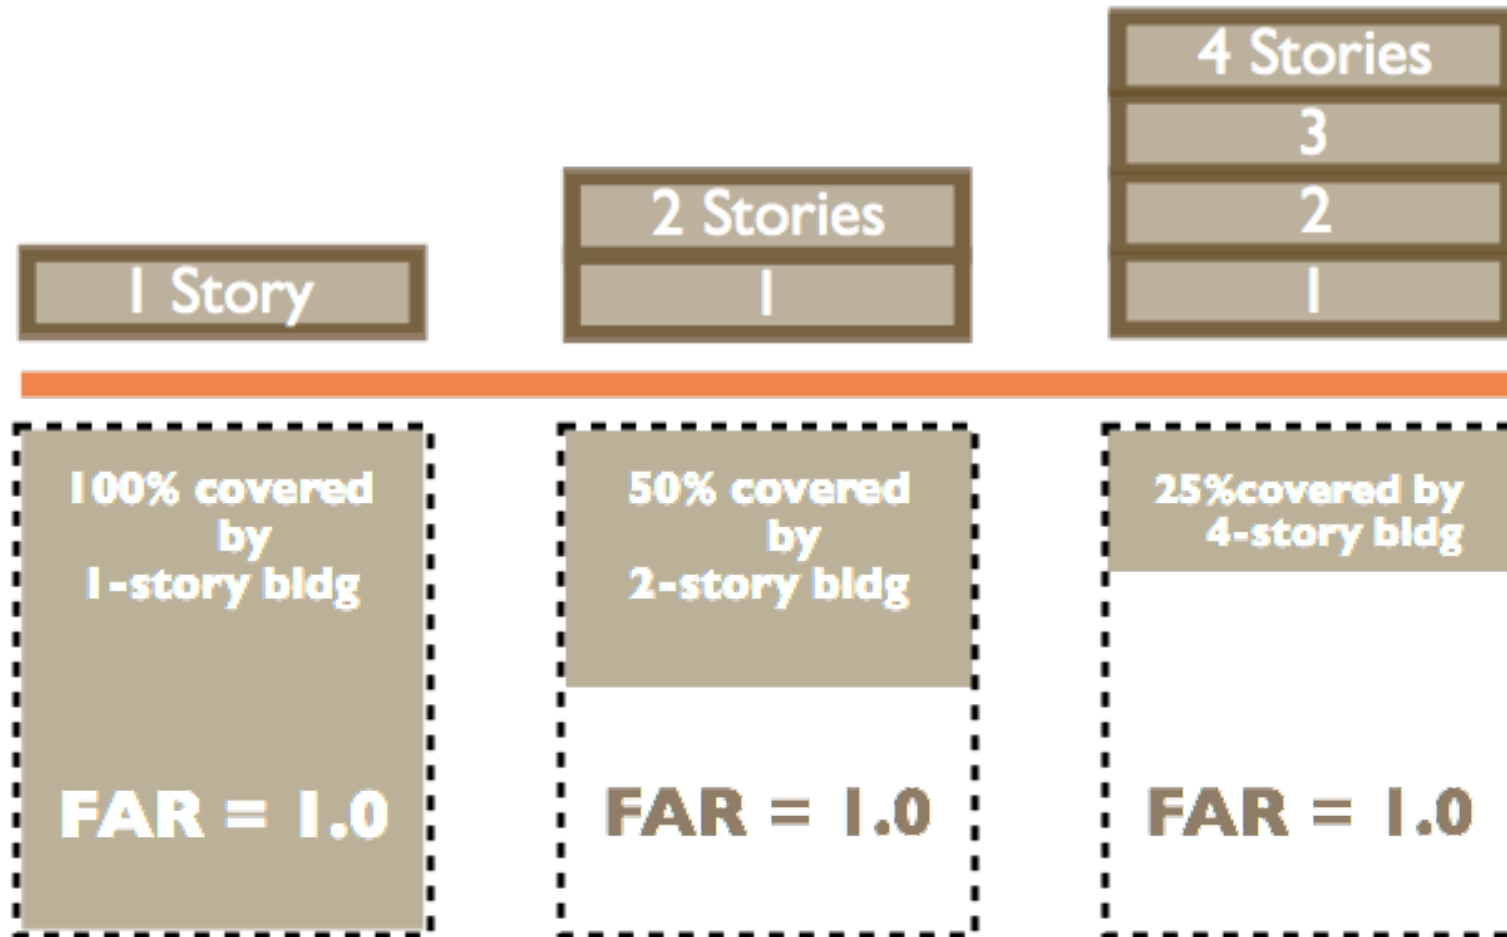 1 Story
2 Stories
1
4 Stories
3
2
1
100% covered
by
1-story bldg
FAR = 1.0
50% covered
by
2-story bldg
FAR = 1.0
25%covered by
4-story bldg
FAR = 1.0